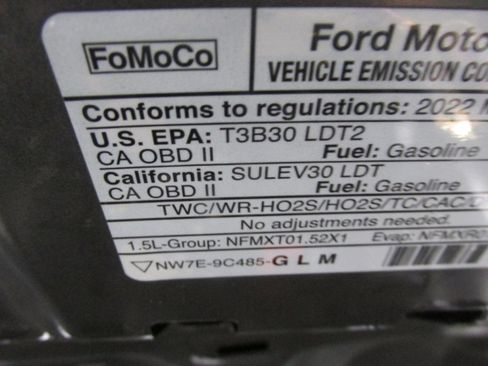 FoMoCo
Ford Moto
VEHICLE EMISSION CO
Conforms to regulations: 2022 M
U.S. EPA: T3B30 LDT2
CA OBD II Fuel: Gasoline
California: SULEV30 LDT
CA OBD II Fuel: Gasoline
TWC/WR-HO2S/HO2S/TC/CAC/D
No adjustments needed.
1.5L-Group: NFMXT01.52X1 Evap: NFMXR0
NW7E-9C485-G L M